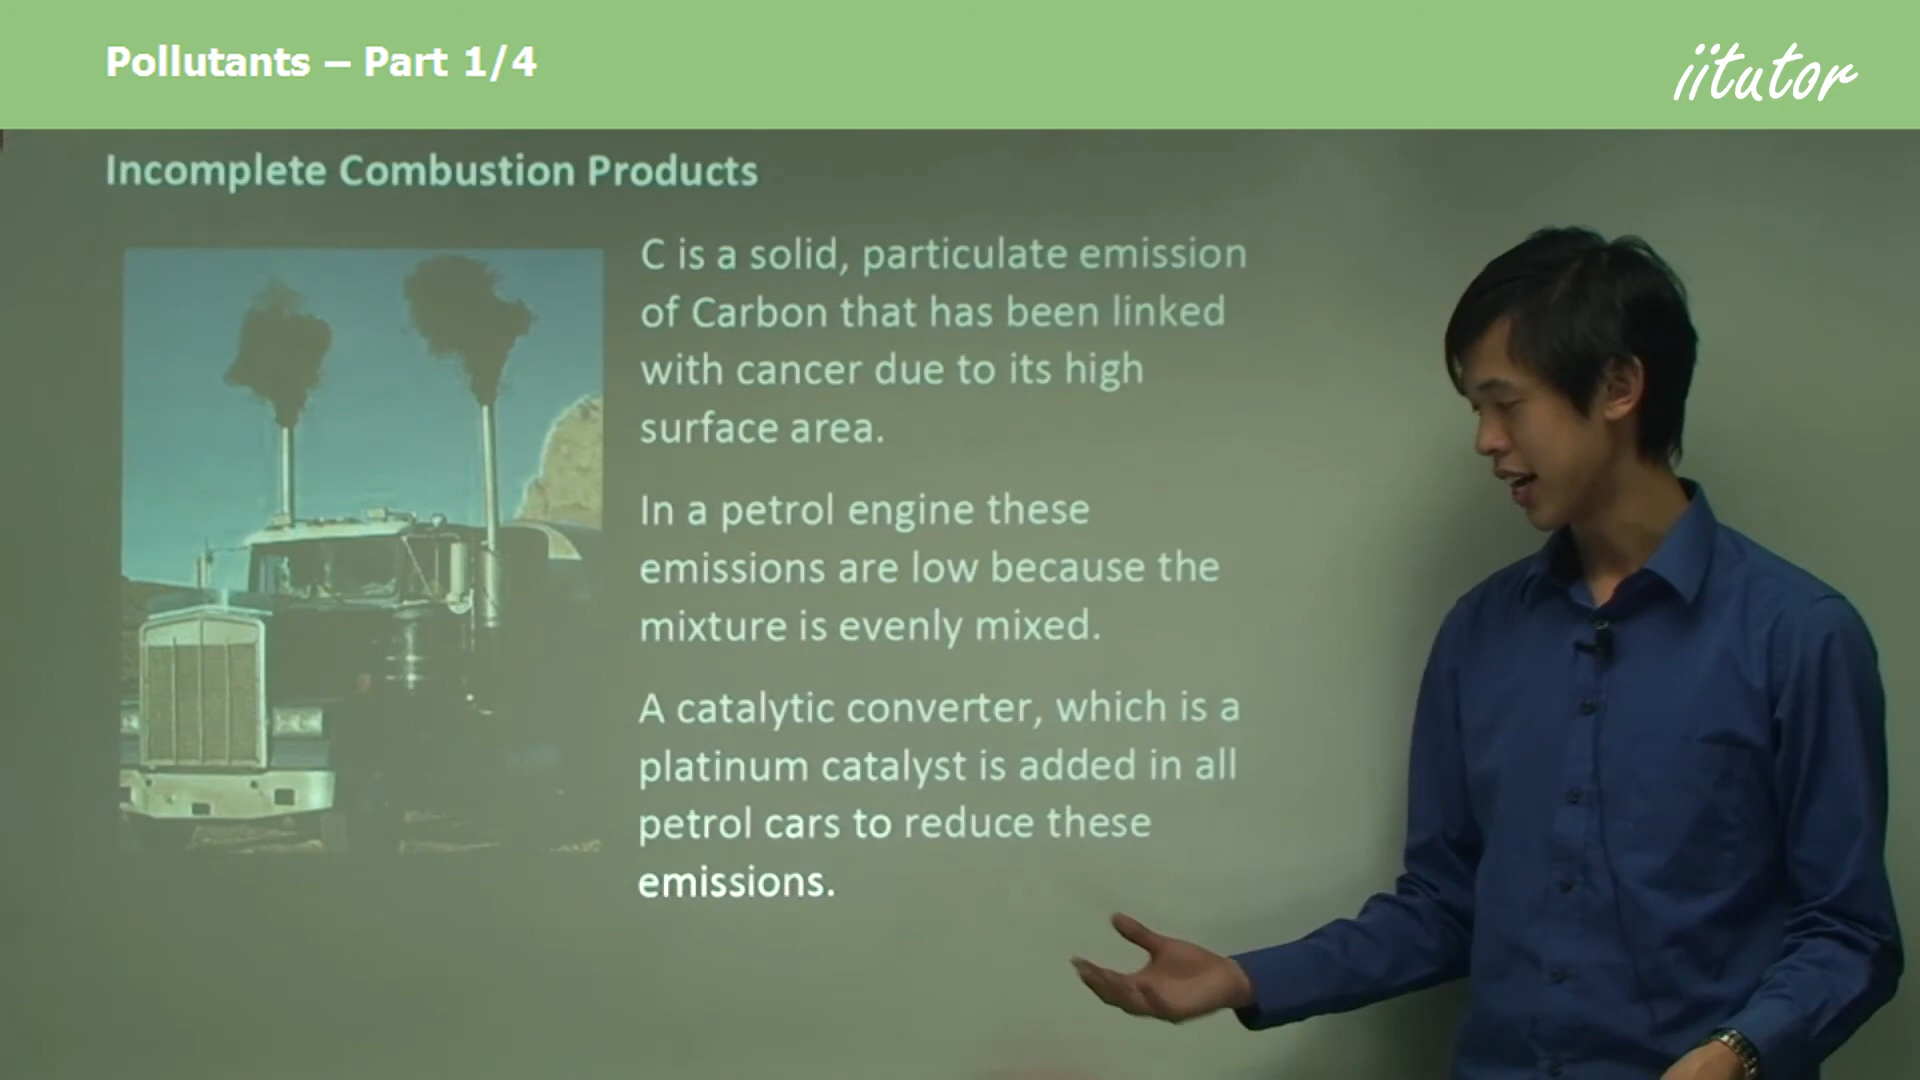 Pollutants – Part 1/4
iitutor
Incomplete Combustion Products
C is a solid, particulate emission
of Carbon that has been linked
with cancer due to its high
surface area.
In a petrol engine these
emissions are low because the
mixture is evenly mixed.
A catalytic converter, which is a
platinum catalyst is added in all
petrol cars to reduce these
emissions.